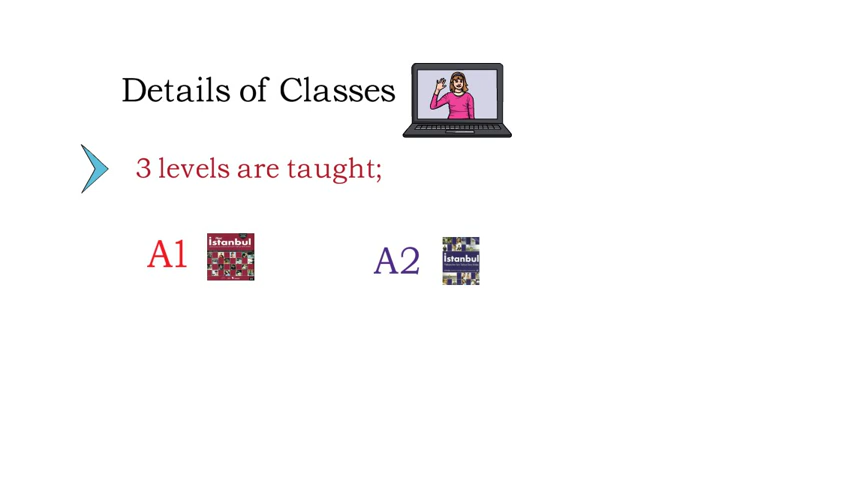 Details of Classes
3 levels are taught;
A1
İstanbul
A2
İstanbul